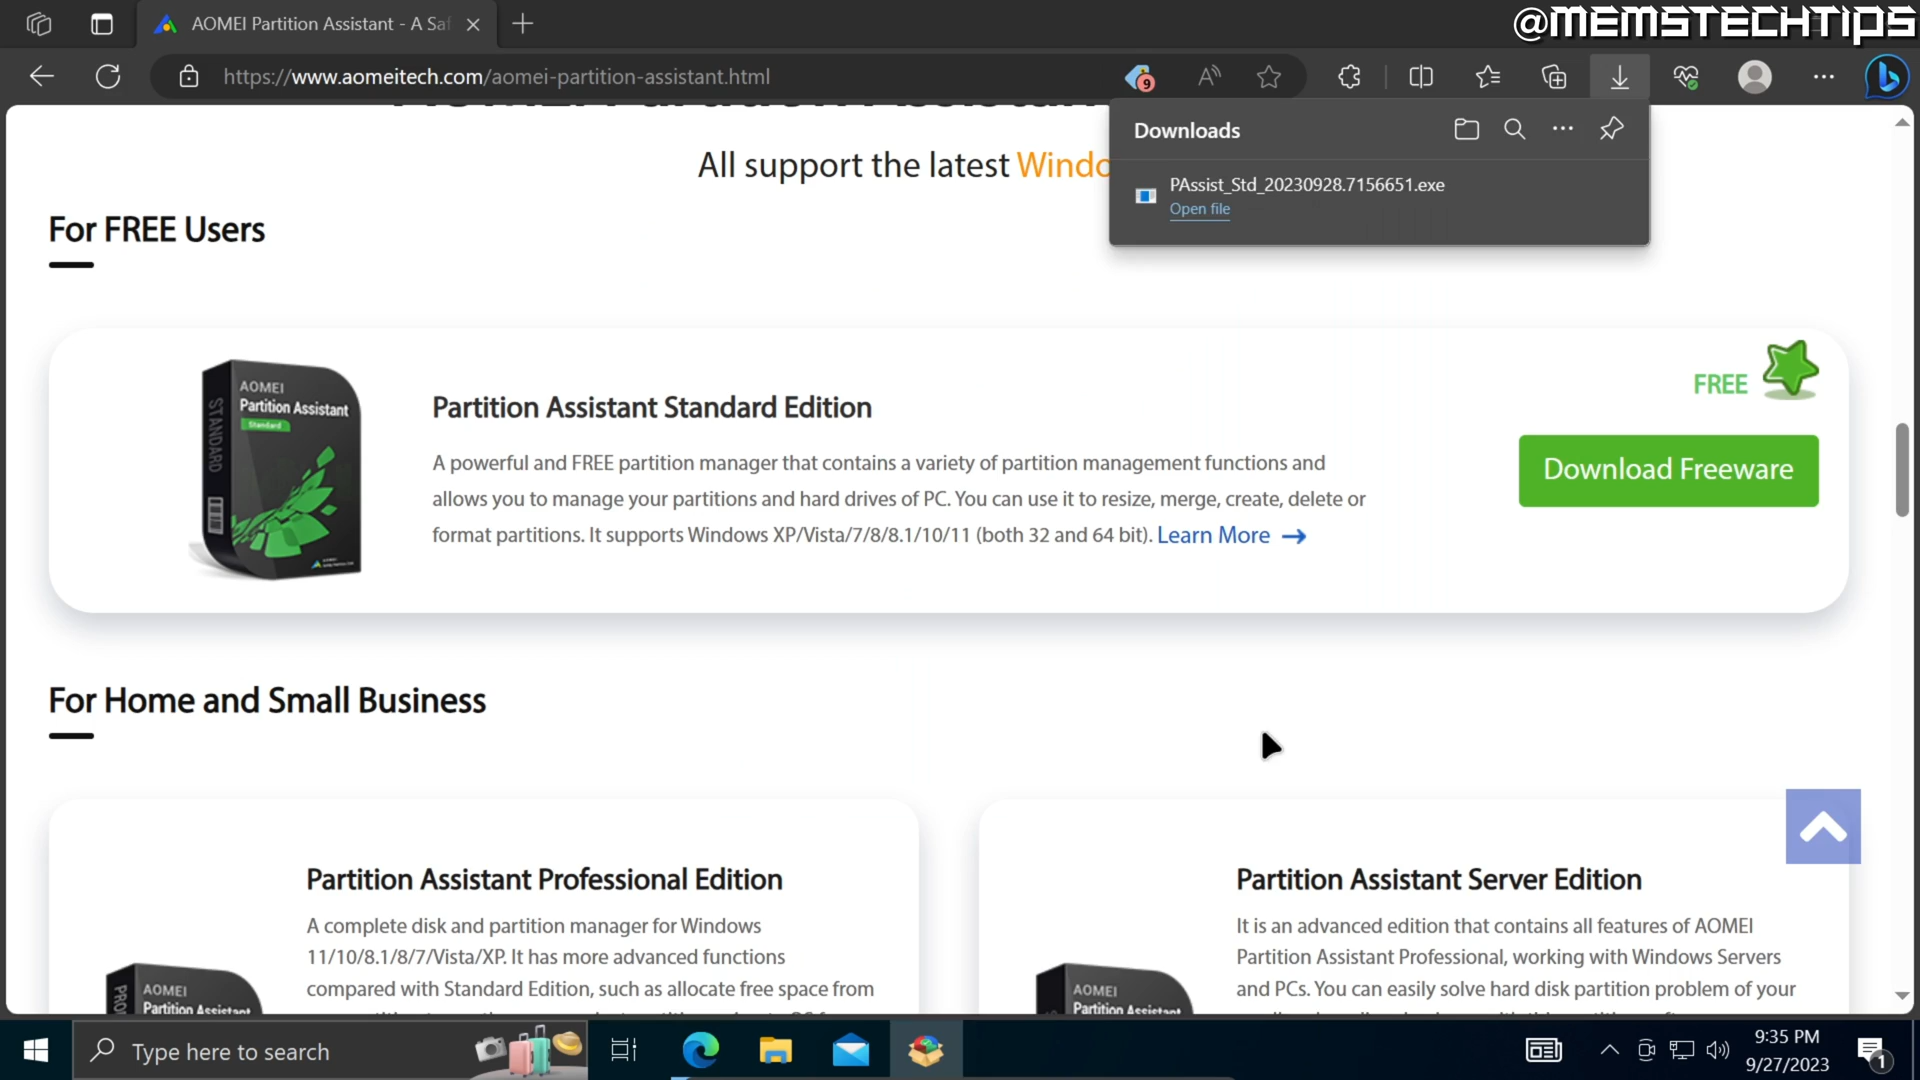 AOMEI Partition Assistant - A Saf
@MEMSTECHTIPS
https://www.aomeitech.com/aomei-partition-assistant.html
9
Downloads
PAssist_Std_20230928.7156651.exe
Open file
All support the latest Windo
For FREE Users
AOMEI
Partition Assistant
Standard
STANDARD
FREE
Partition Assistant Standard Edition
A powerful and FREE partition manager that contains a variety of partition management functions and
allows you to manage your partitions and hard drives of PC. You can use it to resize, merge, create, delete or
format partitions. It supports Windows XP/Vista/7/8/8.1/10/11 (both 32 and 64 bit). Learn More →
Download Freeware
For Home and Small Business
Partition Assistant Professional Edition
A complete disk and partition manager for Windows
11/10/8.1/8/7/Vista/XP. It has more advanced functions
compared with Standard Edition, such as allocate free space from
AOMEI
Partition Assistant
Partition Assistant Server Edition
It is an advanced edition that contains all features of AOMEI
Partition Assistant Professional, working with Windows Servers
and PCs. You can easily solve hard disk partition problem of your
AOMEI
Partition Assistant
Type here to search
9:35 PM
9/27/2023
1